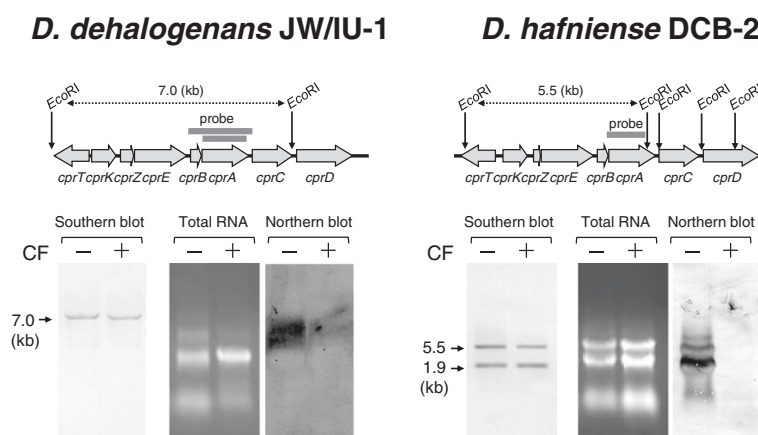 D. dehalogenans JW/IU-1
EcoRI
7.0 (kb)
EcoRI
probe
cprT cprK cprZ cprE cprB cprA cprC cprD
Southern blot Total RNA Northern blot
CF − + − + − +
7.0
(kb)
D. hafniense DCB-2
EcoRI
5.5 (kb)
EcoRI
EcoRI
EcoRI
EcoRI
probe
cprT cprK cprZ cprE cprB cprA cprC cprD
Southern blot Total RNA Northern blot
CF − + − + − +
5.5
1.9
(kb)